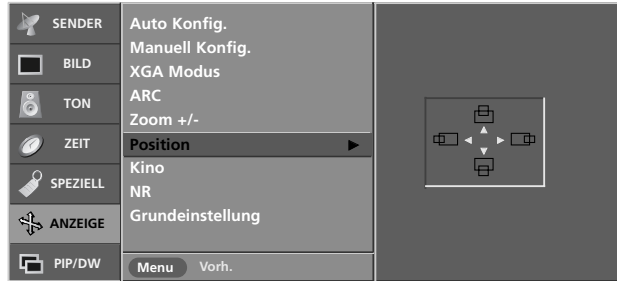 SENDER
BILD
TON
ZEIT
SPEZIELL
ANZEIGE
PIP/DW
Auto Konfig.
Manuell Konfig.
XGA Modus
ARC
Zoom +/-
Position
Kino
NR
Grundeinstellung
Menu Vorh.